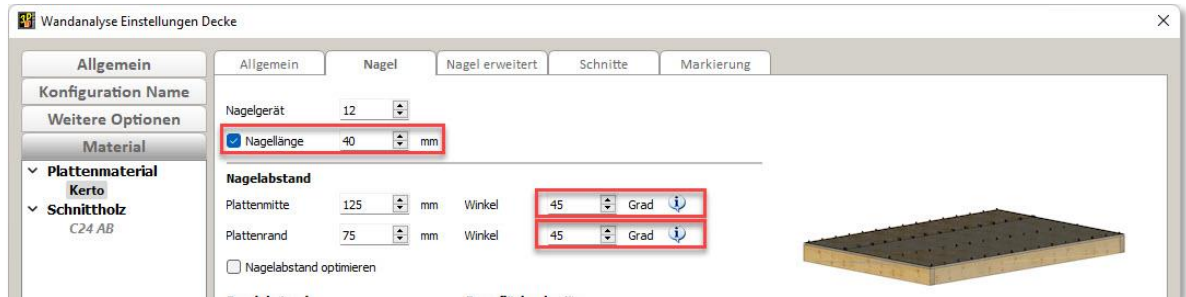 Wandanalyse Einstellungen Decke
Allgemein
Konfiguration Name
Weitere Optionen
Material
Plattenmaterial
Kerto
Schnittholz
C24 AB
Allgemein Nagel Nagel erweitert Schnitte Markierung
Nagelgerät 12
Nagellänge 40 mm
Nagelabstand
Plattenmitte 125 mm Winkel 45 Grad
Plattenrand 75 mm Winkel 45 Grad
Nagelabstand optimieren